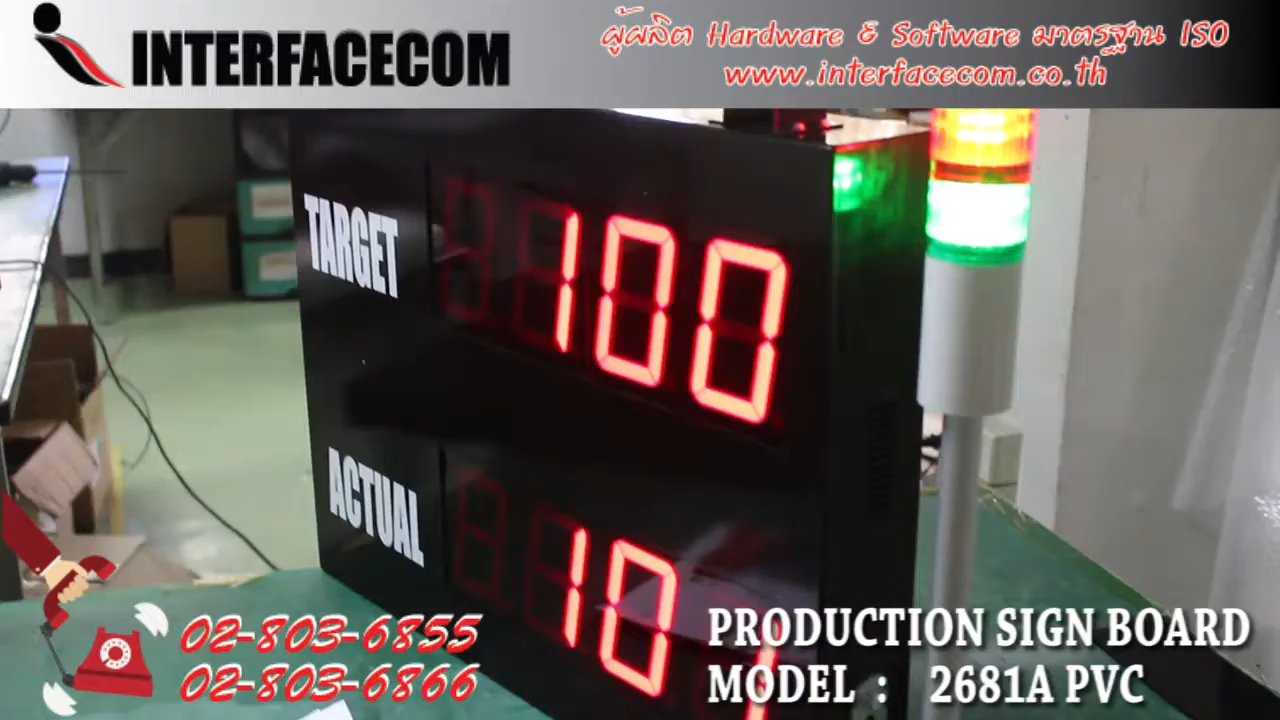 INTERFACECOM
ผู้ผลิต Hardware & Software มาตรฐาน ISO
www.interfacecom.co.th
TARGET
100
ACTUAL
10
02-803-6855
02-803-6866
PRODUCTION SIGN BOARD
MODEL : 2681A PVC